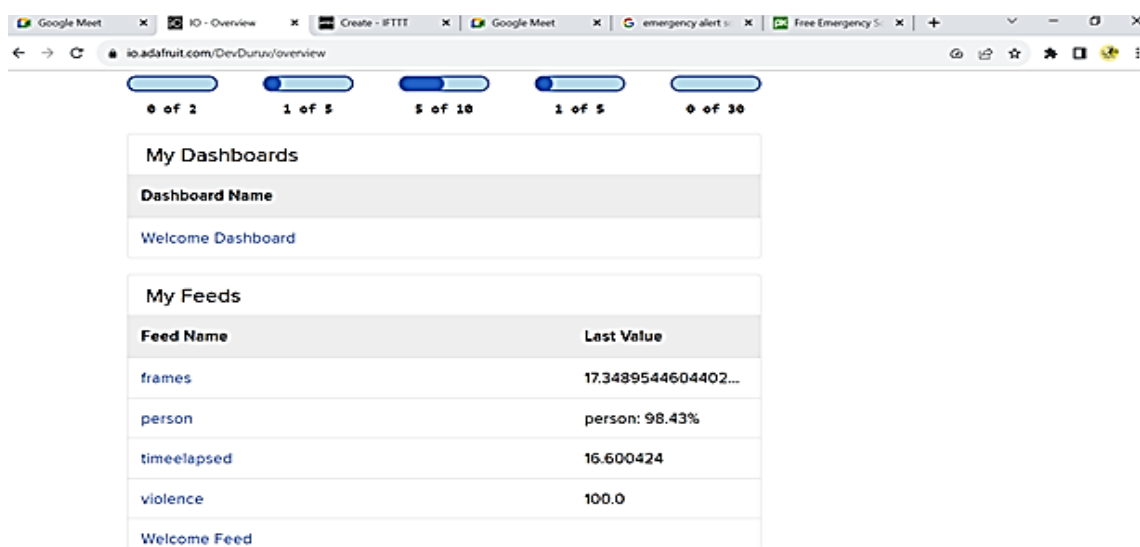 Google Meet IO - Overview Create - IFTTT Google Meet emergency alert s Free Emergency S
io.adafruit.com/DevDuruv/overview
0 of 2 1 of 5 5 of 10 1 of 5 0 of 30
My Dashboards
Dashboard Name
Welcome Dashboard
My Feeds
Feed Name Last Value
frames 17.3489544604402...
person person: 98.43%
timeelapsed 16.600424
violence 100.0
Welcome Feed